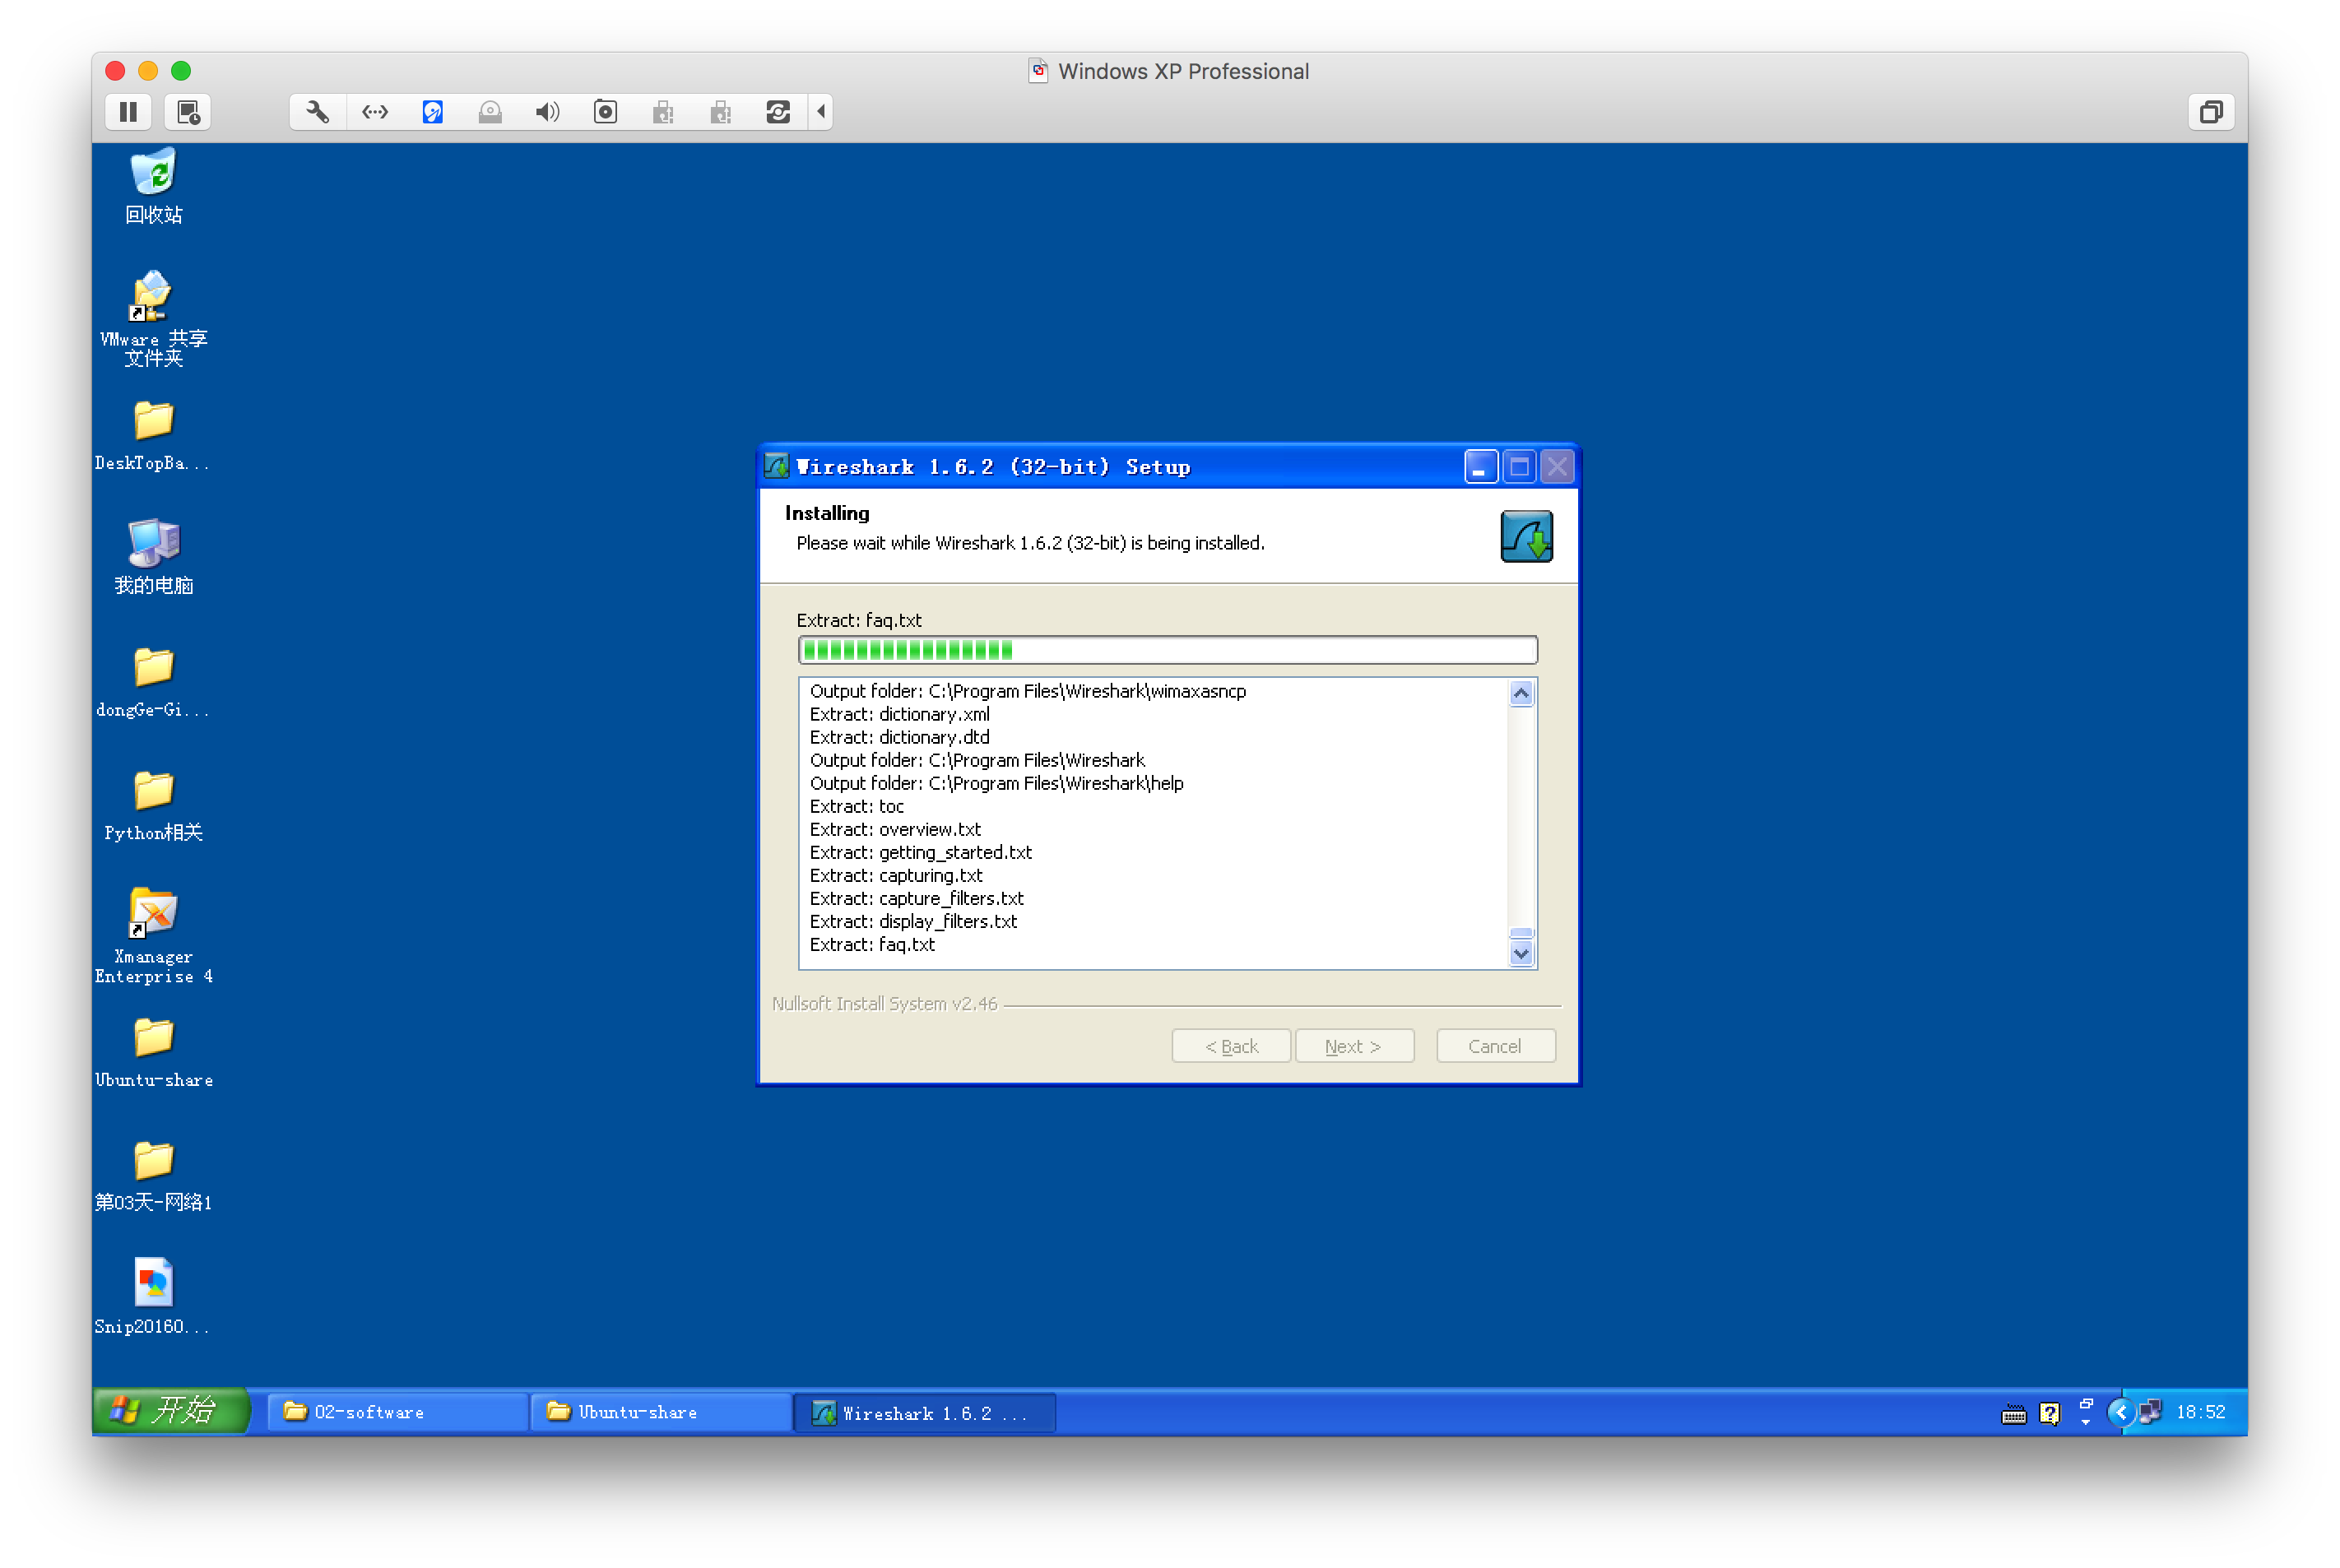 Windows XP Professional
回收站
VMware 共享
文件夹
DeskTopBa...
我的电脑
dongGe-Gi...
Python相关
Xmanager
Enterprise 4
Ubuntu-share
第03天-网络1
Snip20160...
Wireshark 1.6.2 (32-bit) Setup
Installing
Please wait while Wireshark 1.6.2 (32-bit) is being installed.
Extract: faq.txt
Output folder: C:\Program Files\Wireshark\wimaxasncp
Extract: dictionary.xml
Extract: dictionary.dtd
Output folder: C:\Program Files\Wireshark
Output folder: C:\Program Files\Wireshark\help
Extract: toc
Extract: overview.txt
Extract: getting_started.txt
Extract: capturing.txt
Extract: capture_filters.txt
Extract: display_filters.txt
Extract: faq.txt
Nullsoft Install System v2.46
< Back
Next >
Cancel
开始
02-software
Ubuntu-share
Wireshark 1.6.2 ...
18:52